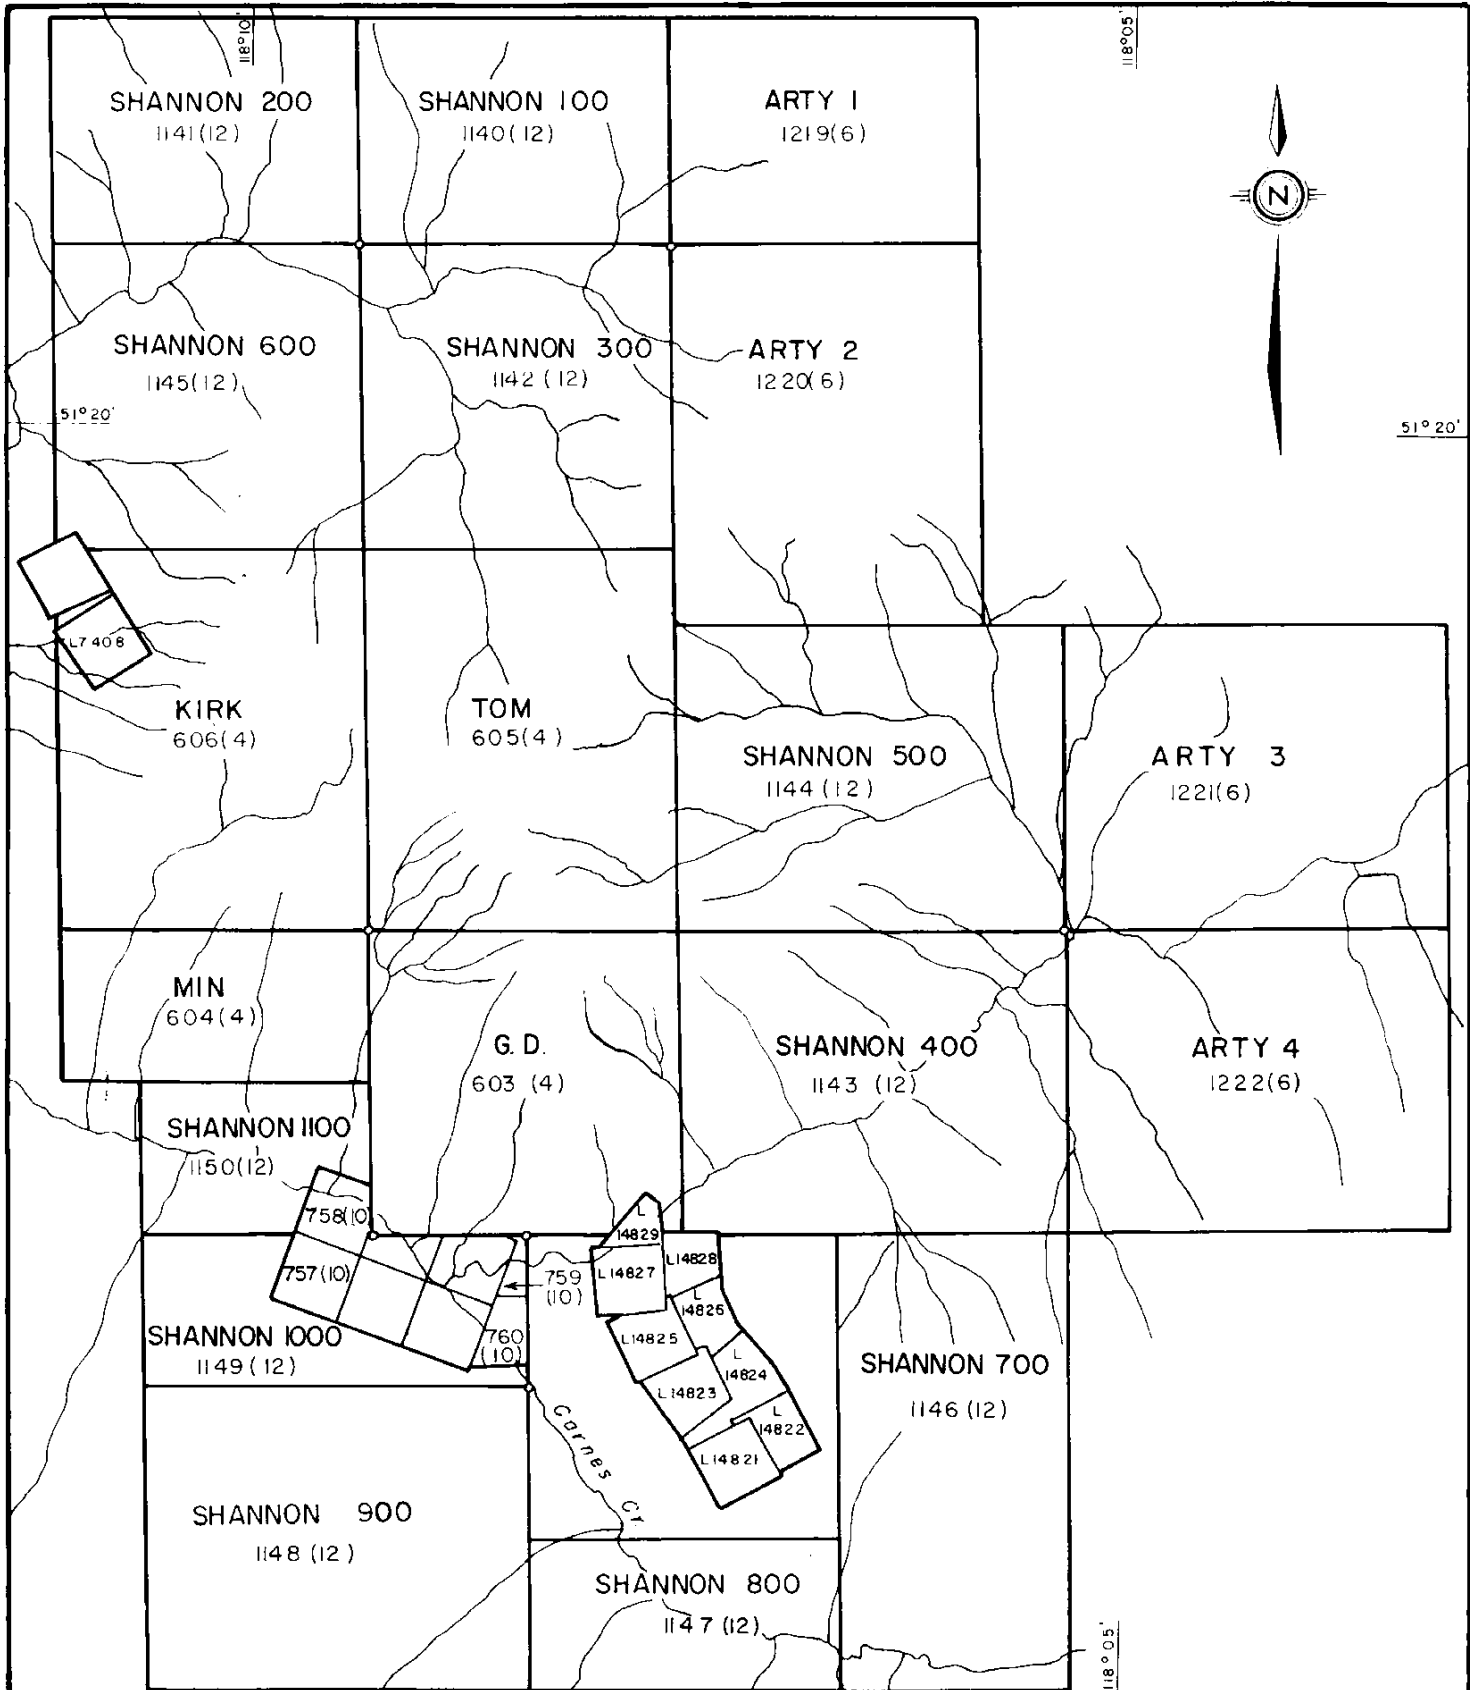 118°10'
118°05'
SHANNON 200
1141(12)
SHANNON 100
1140(12)
ARTY 1
1219(6)
N
SHANNON 600
1145(12)
SHANNON 300
1142 (12)
ARTY 2
1220(6)
51°20'
51°20'
L7408
KIRK
606(4)
TOM
605(4)
SHANNON 500
1144 (12)
ARTY 3
1221(6)
MIN
604(4)
G.D.
603 (4)
SHANNON 400
1143 (12)
ARTY 4
1222(6)
SHANNON 1100
1150(12)
758(10)
757(10)
759
(10)
760
(10)
L
14829
L14828
L14827
L
14826
L14825
L
14824
L14823
L
14822
L14821
SHANNON 1000
1149(12)
SHANNON 700
1146 (12)
Carnes Cr.
SHANNON 900
1148 (12)
SHANNON 800
1147 (12)
118°05'